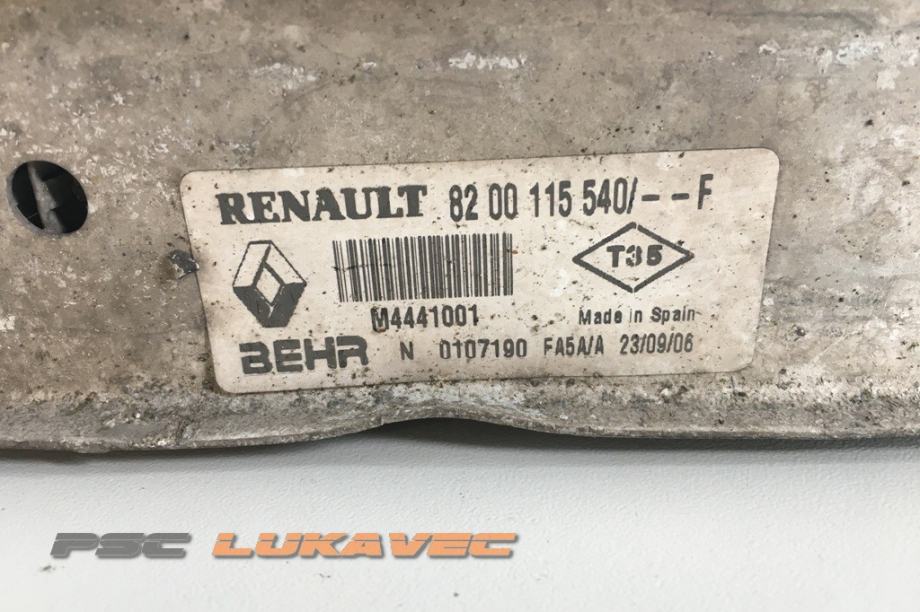 RENAULT 82 00 115 540/--F
T35
M4441001
Made in Spain
BEHR N 0107190 FA5A/A 23/09/06
PSC LUKAVEC